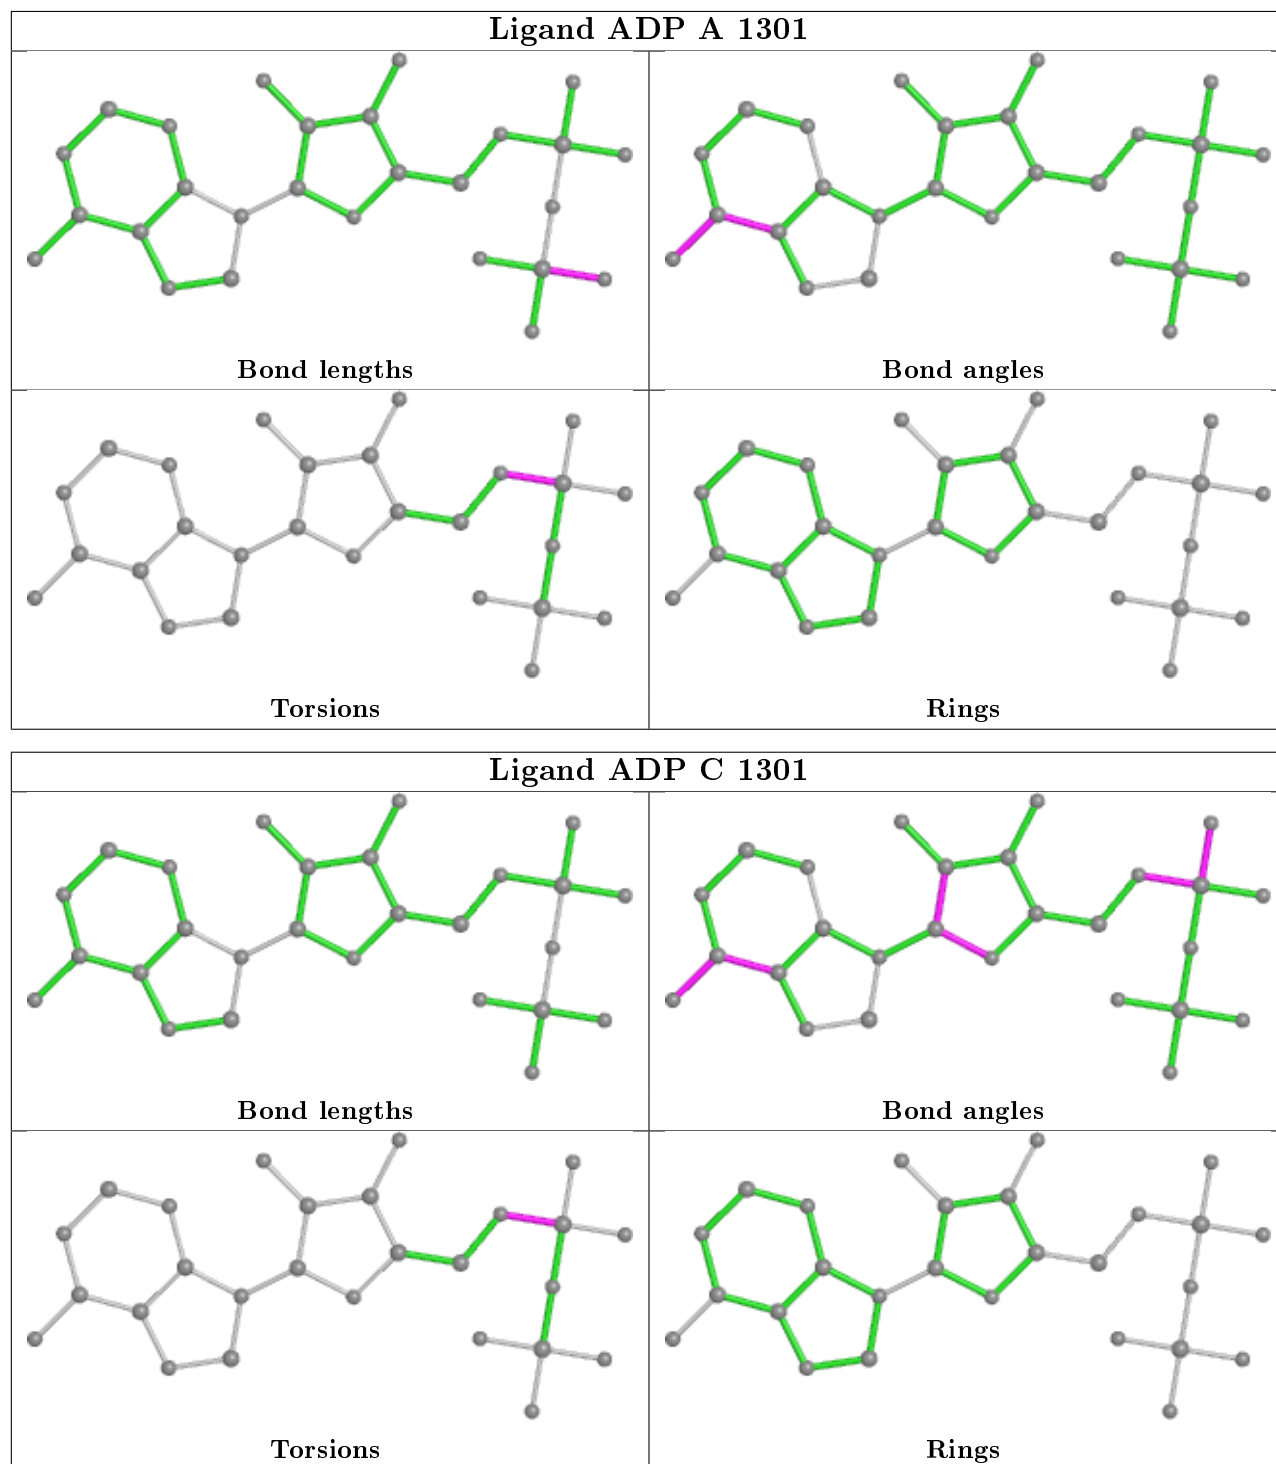 Ligand ADP A 1301
Bond lengths
Bond angles
Torsions
Rings
Ligand ADP C 1301
Bond lengths
Bond angles
Torsions
Rings